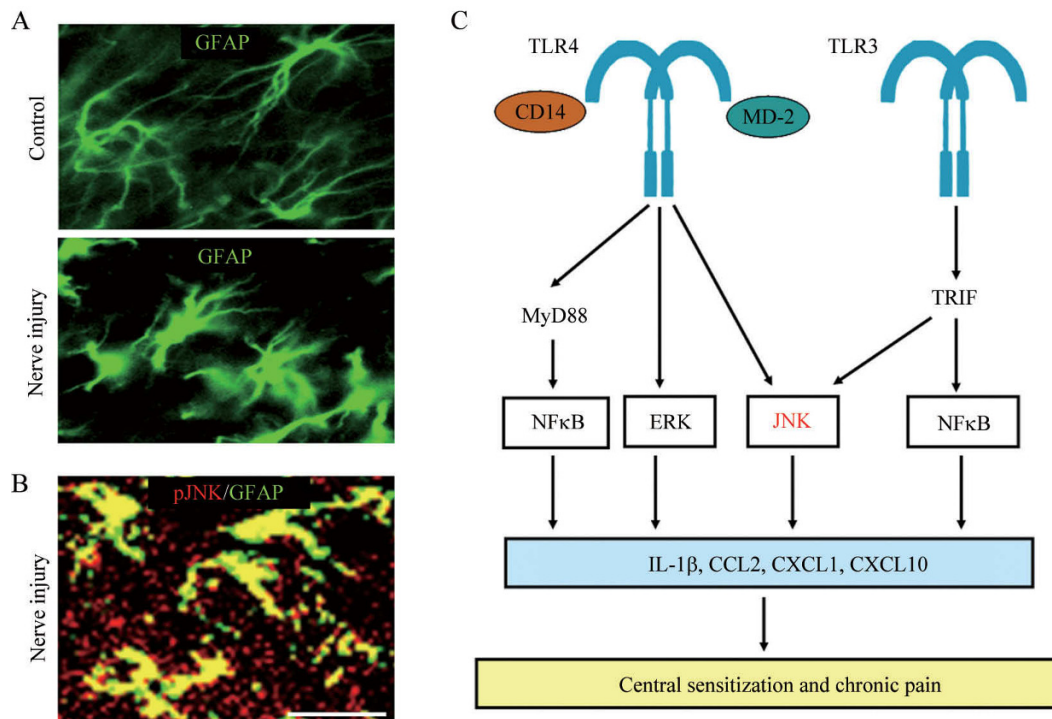 A
GFAP
Control
GFAP
Nerve injury
B
pJNK/GFAP
Nerve injury
C
TLR4
TLR3
CD14
MD-2
MyD88
TRIF
NFκB
ERK
JNK
NFκB
IL-1β, CCL2, CXCL1, CXCL10
Central sensitization and chronic pain